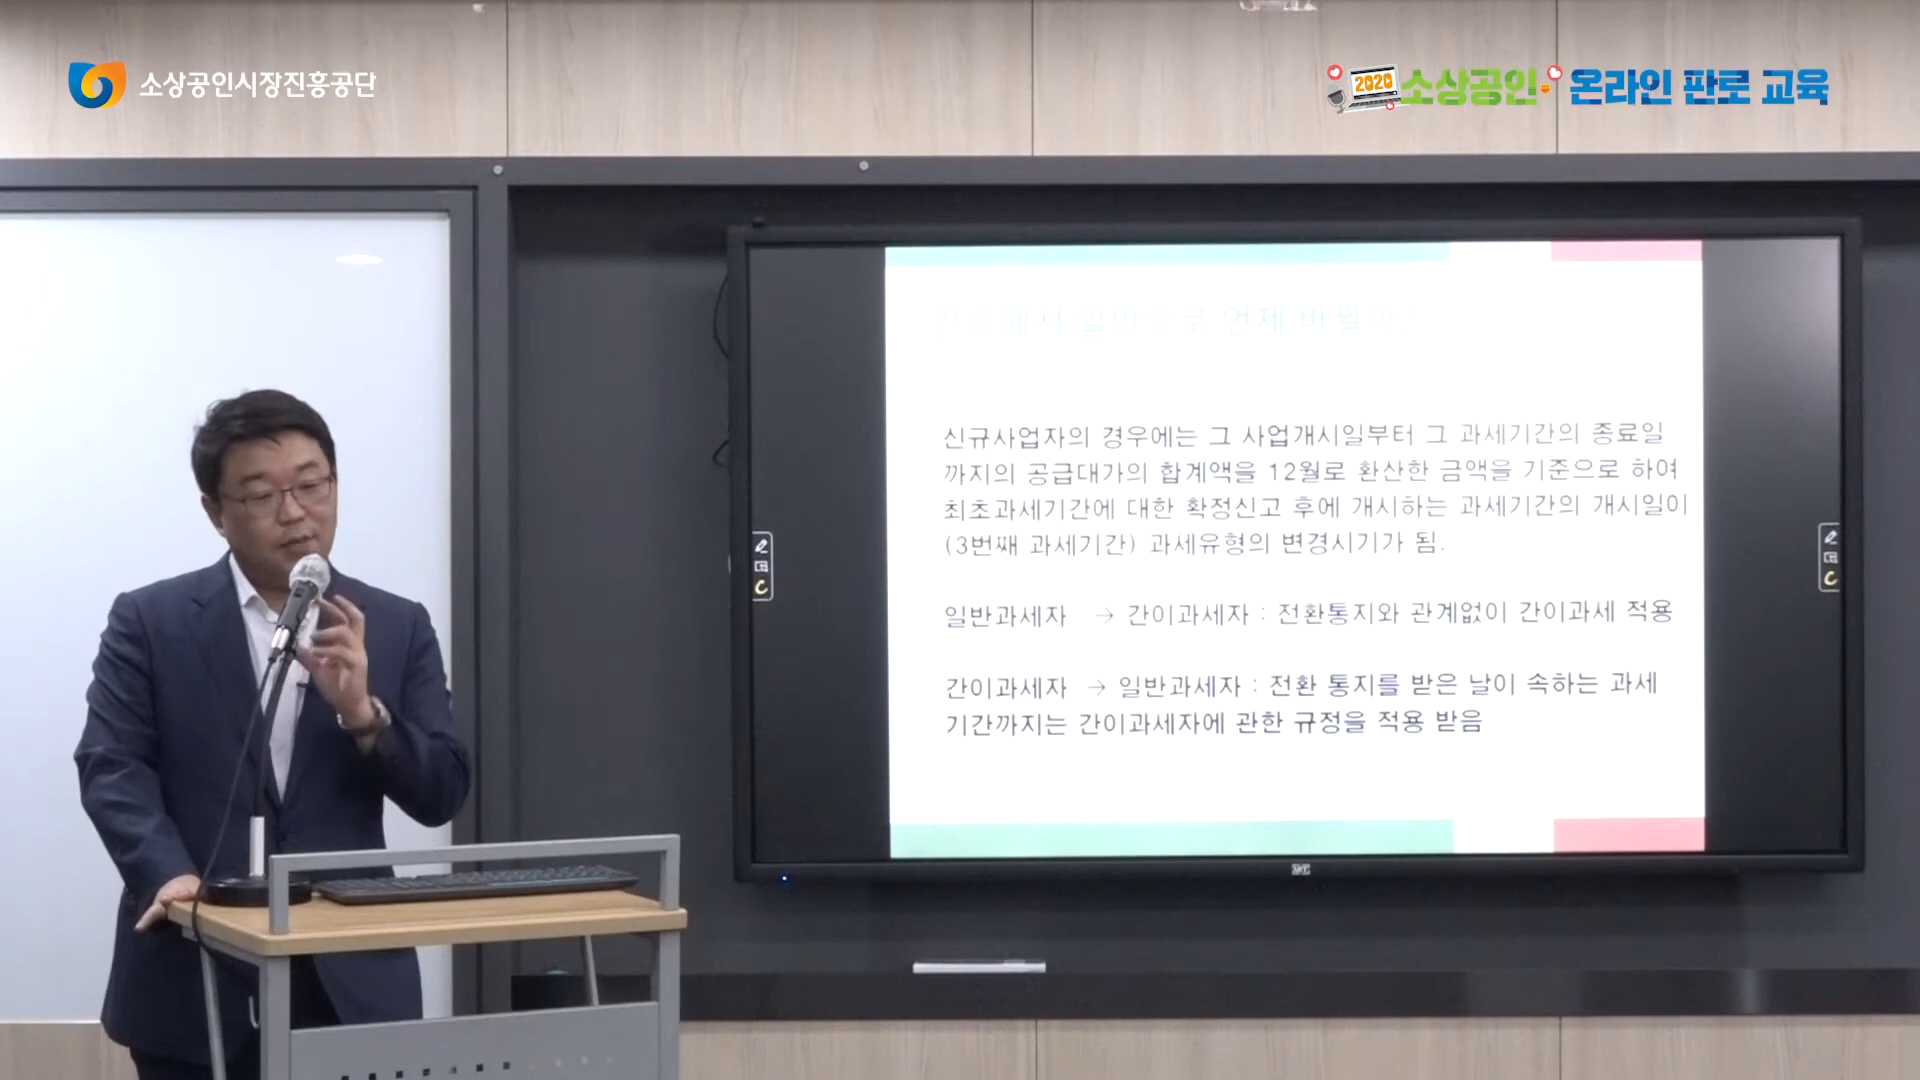 소상공인시장진흥공단
2020 소상공인 온라인 판로 교육
언제 바뀔
신규사업자의 경우에는 그 사업개시일부터 그 과세기간의 종료일
까지의 공급대가의 합계액을 12월로 환산한 금액을 기준으로 하여
최초과세기간에 대한 확정신고 후에 개시하는 과세기간의 개시일이
(3번째 과세기간) 과세유형의 변경시기가 됨.
일반과세자 → 간이과세자 : 전환통지와 관계없이 간이과세 적용
간이과세자 → 일반과세자 : 전환 통지를 받은 날이 속하는 과세
기간까지는 간이과세자에 관한 규정을 적용 받음